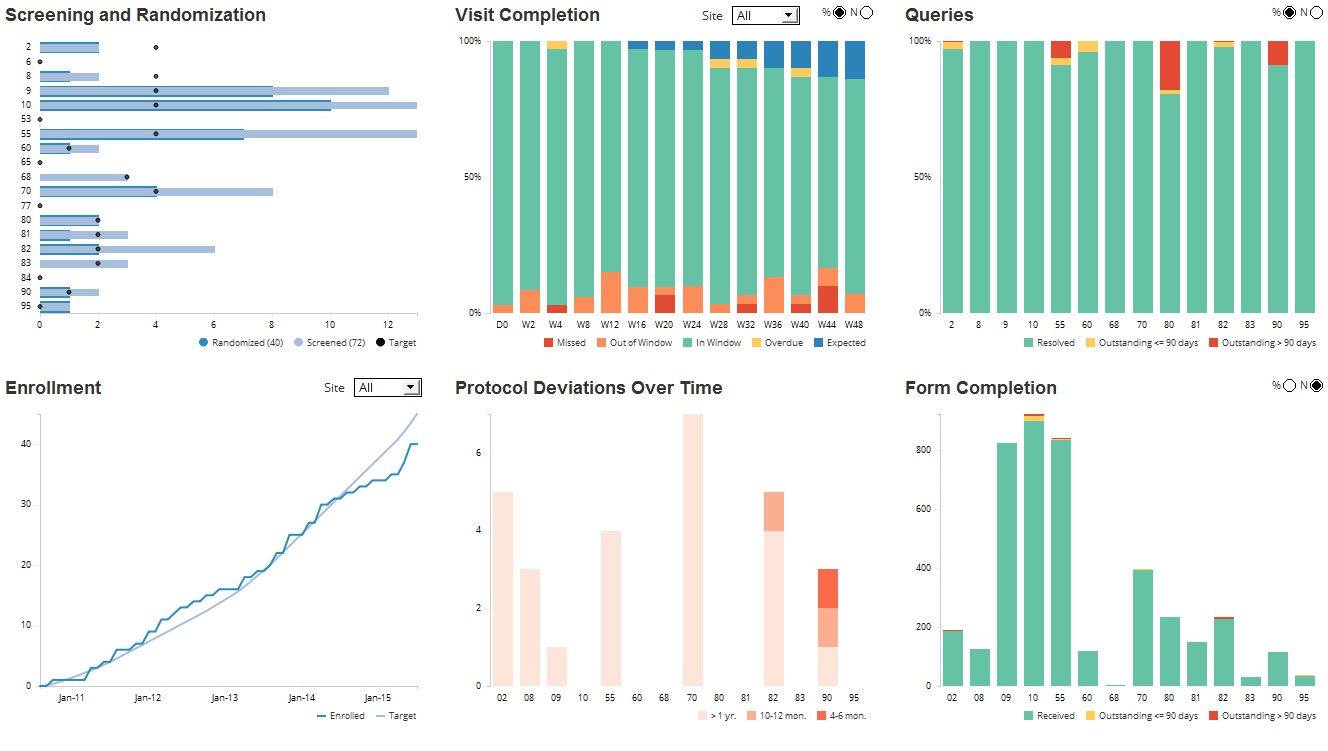 Screening and Randomization
2
6
8
9
10
53
55
60
65
68
70
77
80
81
82
83
84
90
95
0 2 4 6 8 10 12
Randomized (40) Screened (72) Target
Visit Completion Site All % N
100%
50%
0%
D0 W2 W4 W8 W12 W16 W20 W24 W28 W32 W36 W40 W44 W48
Missed Out of Window In Window Overdue Expected
Queries % N
100%
50%
0%
2 8 9 10 55 60 68 70 80 81 82 83 90 95
Resolved Outstanding <= 90 days Outstanding > 90 days
Enrollment Site All
40
30
20
10
0
Jan-11 Jan-12 Jan-13 Jan-14 Jan-15
Enrolled Target
Protocol Deviations Over Time
6
4
2
0
02 08 09 10 55 60 68 70 80 81 82 83 90 95
> 1 yr. 10-12 mon. 4-6 mon.
Form Completion % N
800
600
400
200
0
02 08 09 10 55 60 68 70 80 81 82 83 90 95
Received Outstanding <= 90 days Outstanding > 90 days